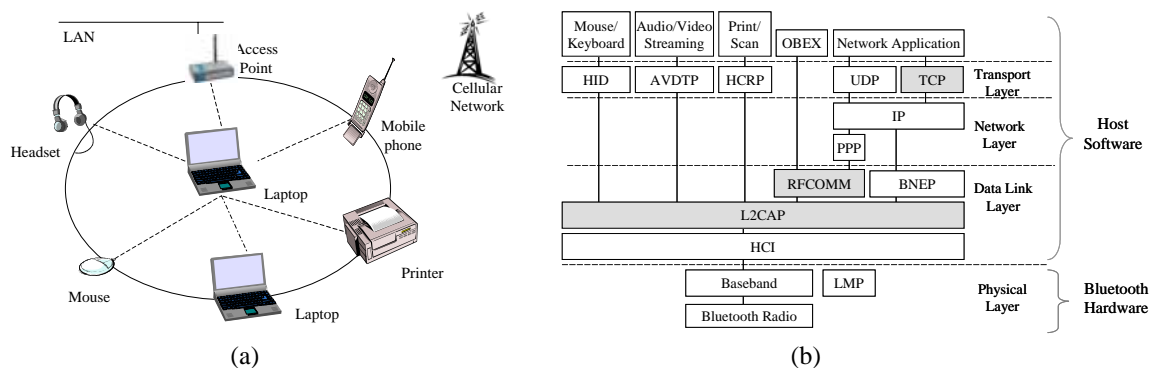 LAN
Access
Point
Cellular
Network
Headset
Mobile
phone
Laptop
Printer
Mouse
Laptop
(a)
Mouse/
Keyboard
Audio/Video
Streaming
Print/
Scan
OBEX
Network Application
HID
AVDTP
HCRP
UDP
TCP
Transport
Layer
IP
Network
Layer
PPP
Host
Software
RFCOMM
BNEP
Data Link
Layer
L2CAP
HCI
Baseband
LMP
Physical
Layer
Bluetooth
Hardware
Bluetooth Radio
(b)